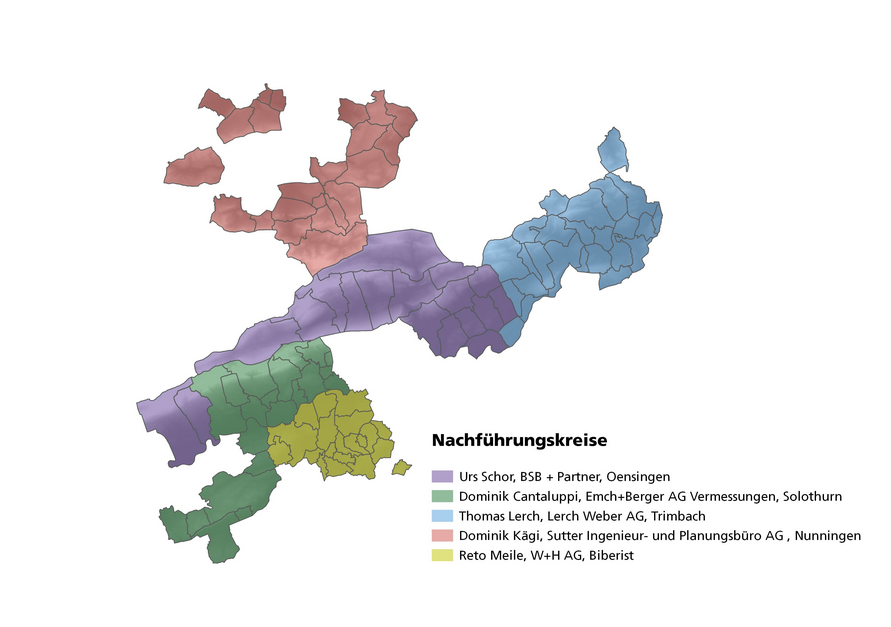 Nachführungskreise
Urs Schor, BSB + Partner, Oensingen
Dominik Cantaluppi, Emch+Berger AG Vermessungen, Solothurn
Thomas Lerch, Lerch Weber AG, Trimbach
Dominik Kägi, Sutter Ingenieur- und Planungsbüro AG , Nunningen
Reto Meile, W+H AG, Biberist